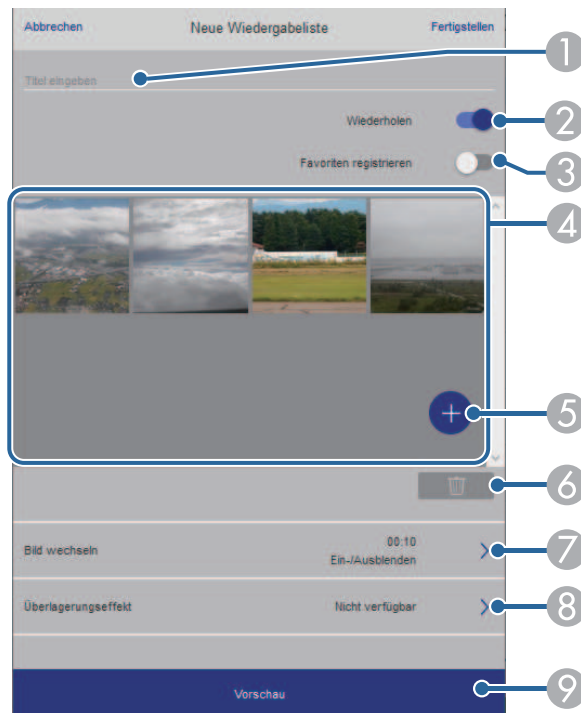 Abbrechen Neue Wiedergabeliste Fertigstellen
Titel eingeben
1
Wiederholen
2
Favoriten registrieren
3
4
+
5
6
Bild wechseln
00:10
Ein-/Ausblenden
7
Überlagerungseffekt Nicht verfügbar
8
Vorschau
9